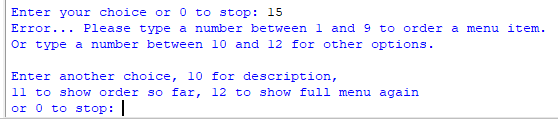 Enter your choice or 0 to stop: 15
Error... Please type a number between 1 and 9 to order a menu item.
Or type a number between 10 and 12 for other options.
Enter another choice, 10 for description,
11 to show order so far, 12 to show full menu again
or 0 to stop: